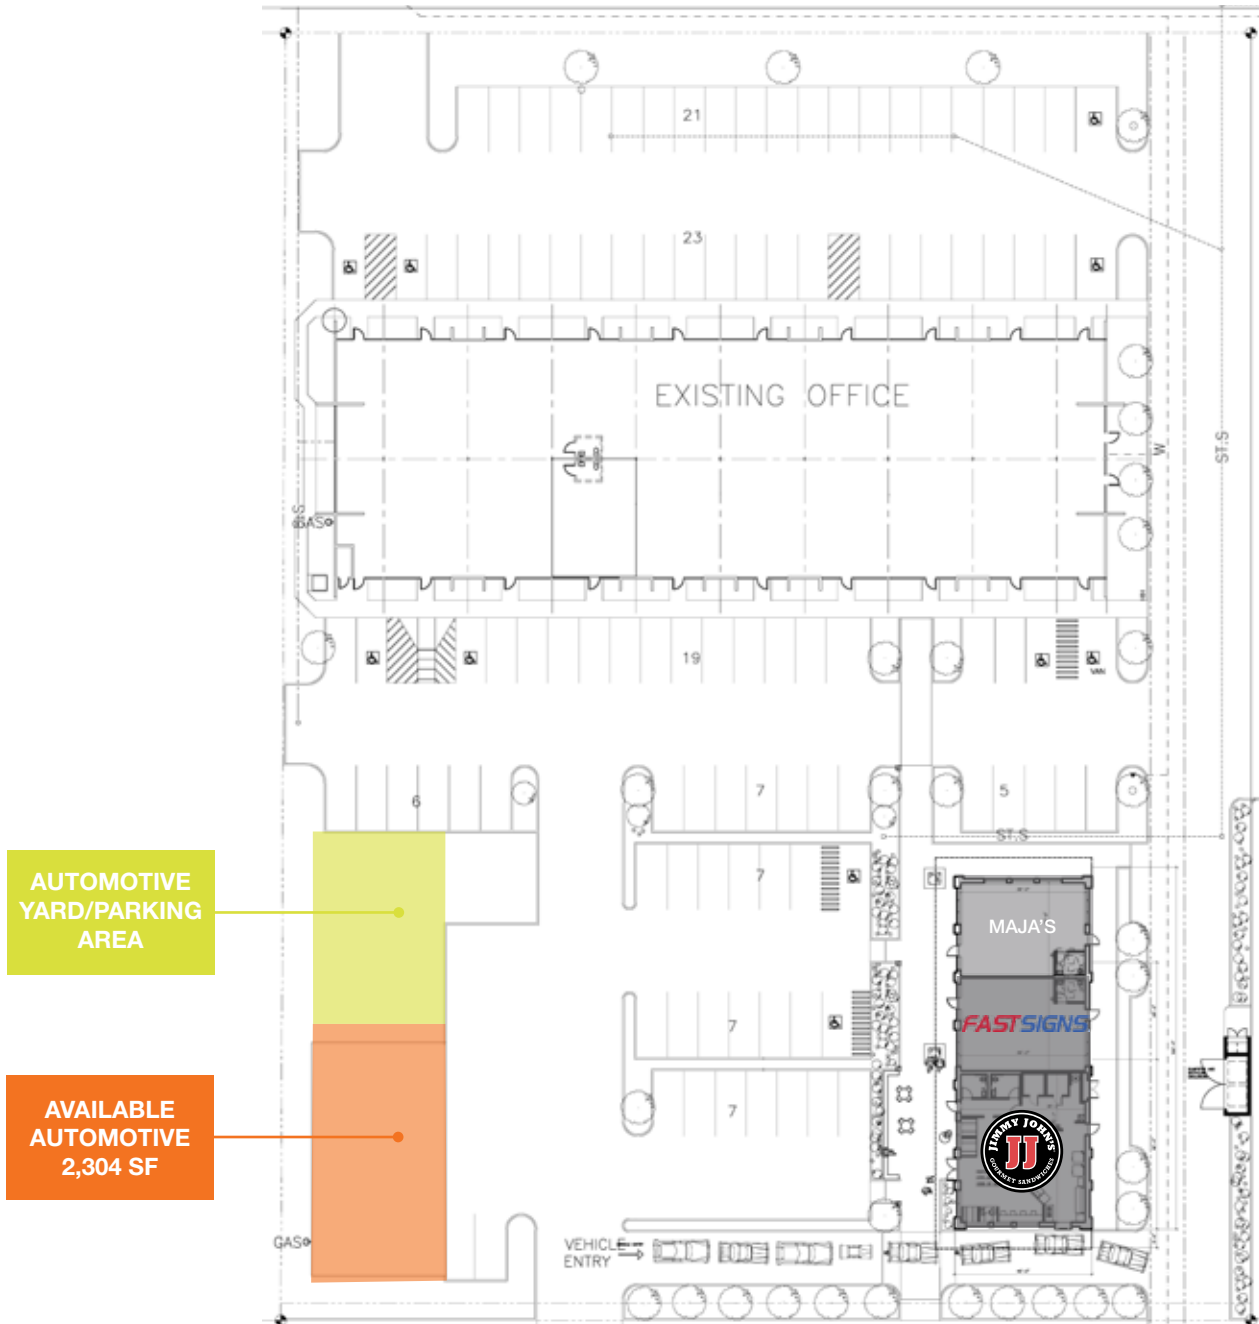 21
23
EXISTING OFFICE
W
ST.S
GAS
19
VAN
6
7
5
ST.S
7
AUTOMOTIVE
YARD/PARKING
AREA
MAJA'S
7
FASTSIGNS
7
AVAILABLE
AUTOMOTIVE
2,304 SF
JIMMY JOHN'S
JJ
GOURMET SANDWICHES
GAS
VEHICLE
ENTRY